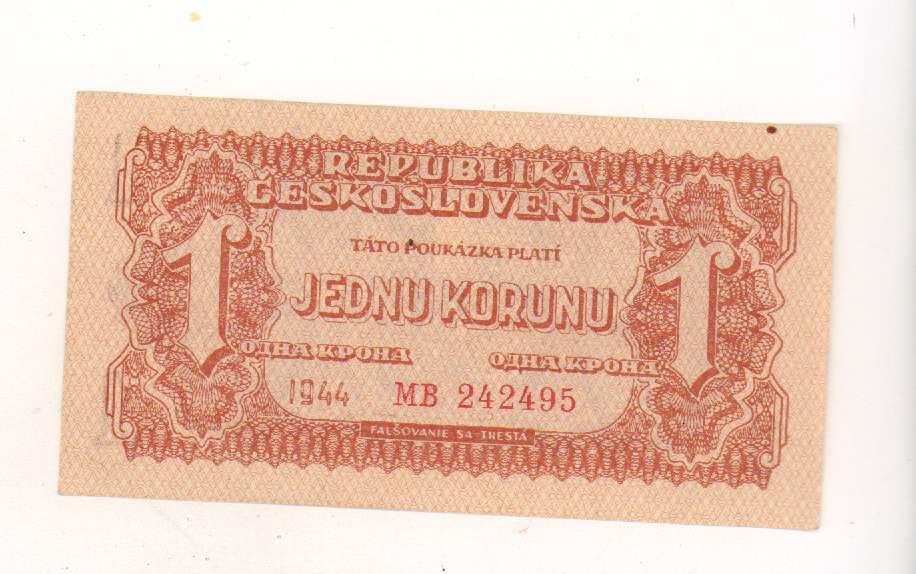 REPUBLIKA
ČESKOSLOVENSKÁ
TÁTO POUKÁZKA PLATÍ
1 JEDNU KORUNU 1
ОДНА КРОНА ОДНА КРОНА
1944 MB 242495
FALŠOVANIE SA TRESTÁ